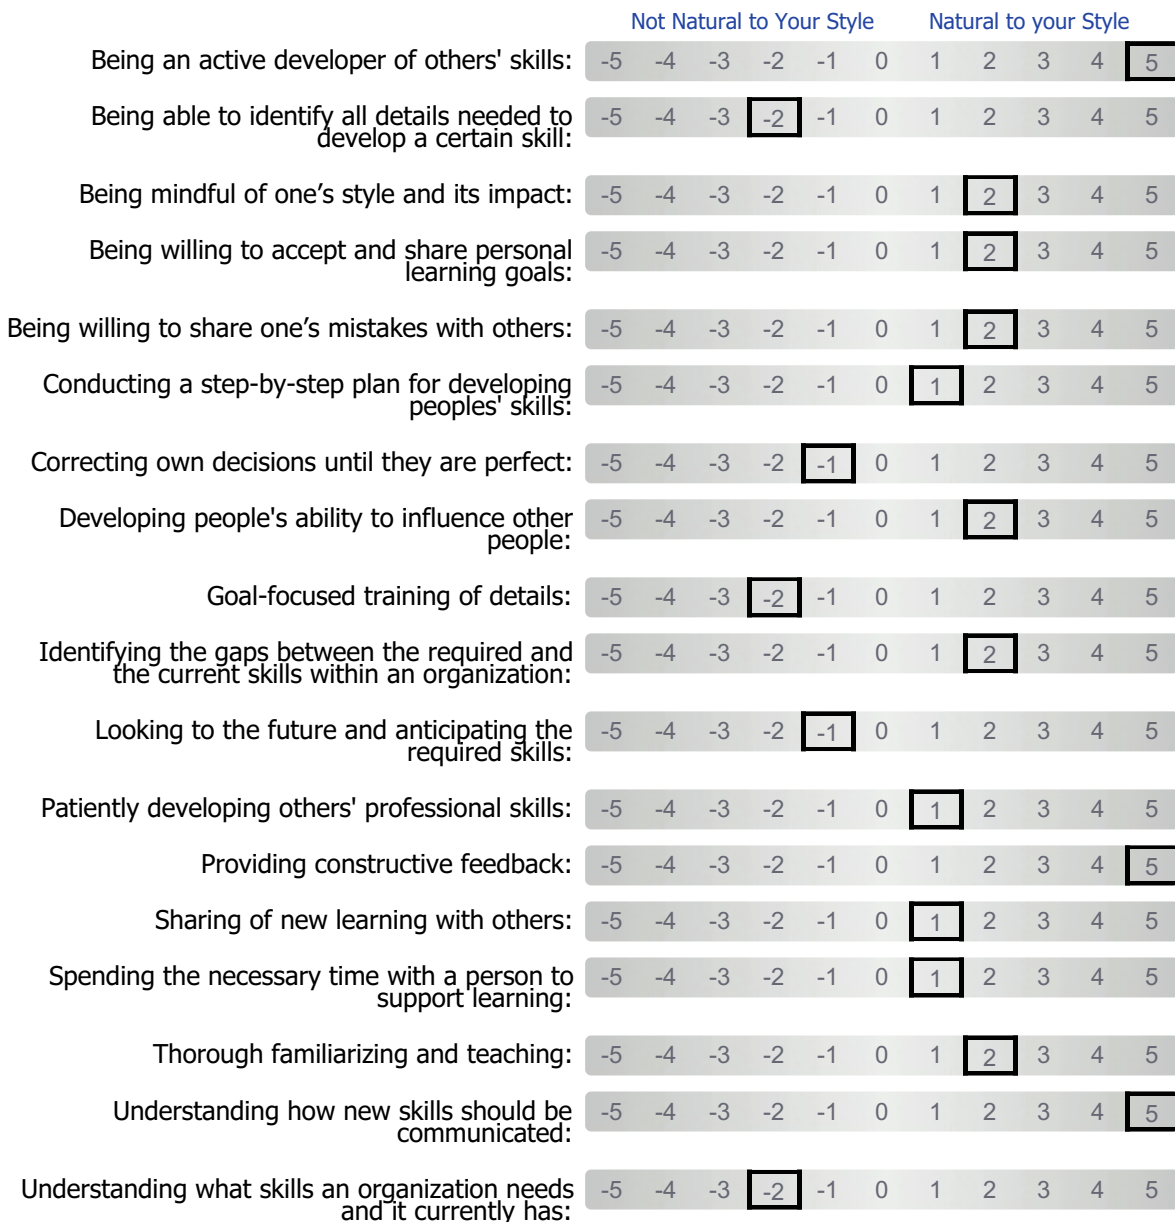 Not Natural to Your Style Natural to your Style
Being an active developer of others' skills: -5 -4 -3 -2 -1 0 1 2 3 4 5
Being able to identify all details needed to
develop a certain skill: -5 -4 -3 -2 -1 0 1 2 3 4 5
Being mindful of one’s style and its impact: -5 -4 -3 -2 -1 0 1 2 3 4 5
Being willing to accept and share personal
learning goals: -5 -4 -3 -2 -1 0 1 2 3 4 5
Being willing to share one’s mistakes with others: -5 -4 -3 -2 -1 0 1 2 3 4 5
Conducting a step-by-step plan for developing
peoples' skills: -5 -4 -3 -2 -1 0 1 2 3 4 5
Correcting own decisions until they are perfect: -5 -4 -3 -2 -1 0 1 2 3 4 5
Developing people's ability to influence other
people: -5 -4 -3 -2 -1 0 1 2 3 4 5
Goal-focused training of details: -5 -4 -3 -2 -1 0 1 2 3 4 5
Identifying the gaps between the required and
the current skills within an organization: -5 -4 -3 -2 -1 0 1 2 3 4 5
Looking to the future and anticipating the
required skills: -5 -4 -3 -2 -1 0 1 2 3 4 5
Patiently developing others' professional skills: -5 -4 -3 -2 -1 0 1 2 3 4 5
Providing constructive feedback: -5 -4 -3 -2 -1 0 1 2 3 4 5
Sharing of new learning with others: -5 -4 -3 -2 -1 0 1 2 3 4 5
Spending the necessary time with a person to
support learning: -5 -4 -3 -2 -1 0 1 2 3 4 5
Thorough familiarizing and teaching: -5 -4 -3 -2 -1 0 1 2 3 4 5
Understanding how new skills should be
communicated: -5 -4 -3 -2 -1 0 1 2 3 4 5
Understanding what skills an organization needs
and it currently has: -5 -4 -3 -2 -1 0 1 2 3 4 5